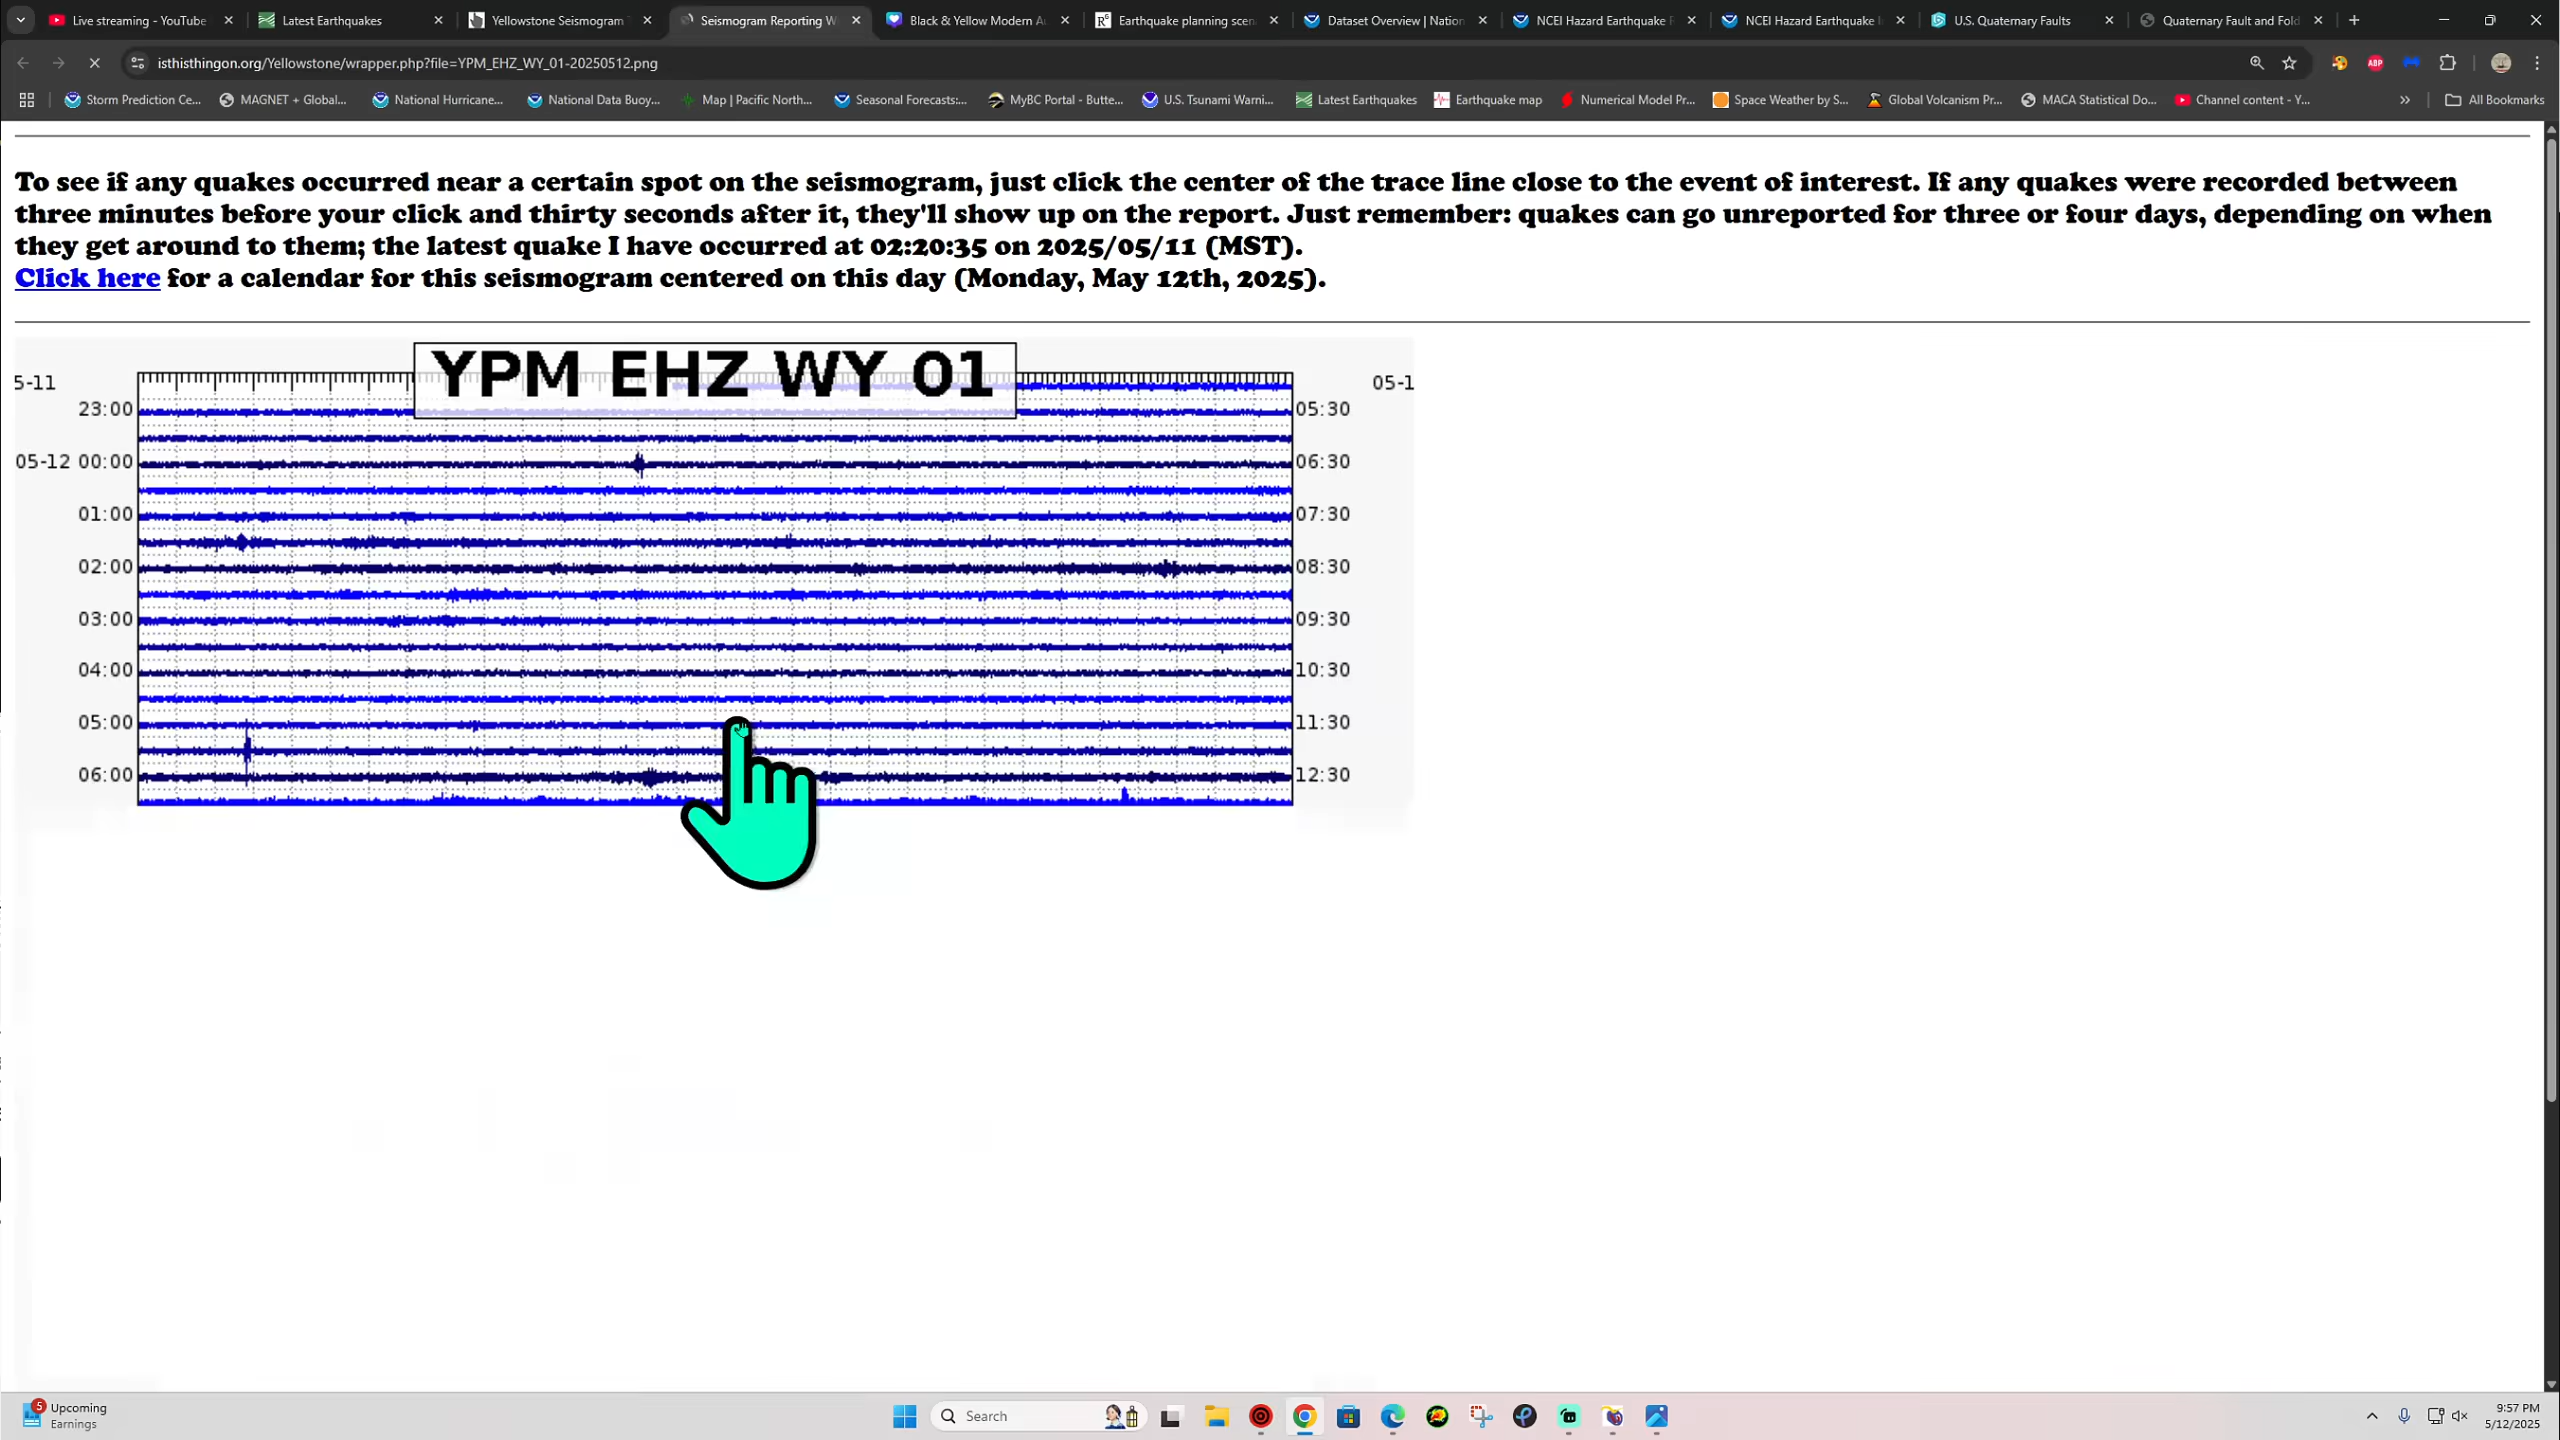 Live streaming - YouTube
Latest Earthquakes
Yellowstone Seismogram
Seismogram Reporting W
Black & Yellow Modern A
Earthquake planning scen
Dataset Overview | Nation
NCEI Hazard Earthquake
NCEI Hazard Earthquake
U.S. Quaternary Faults
Quaternary Fault and Fold
isthisthingon.org/Yellowstone/wrapper.php?file=YPM_EHZ_WY_01-20250512.png
ABP
Storm Prediction Ce...
MAGNET + Global...
National Hurricane...
National Data Buoy...
Map | Pacific North...
Seasonal Forecasts:...
MyBC Portal - Butte...
U.S. Tsunami Warni...
Latest Earthquakes
Earthquake map
Numerical Model Pr...
Space Weather by S...
Global Volcanism Pr...
MACA Statistical Do...
Channel content - Y...
All Bookmarks
To see if any quakes occurred near a certain spot on the seismogram, just click the center of the trace line close to the event of interest. If any quakes were recorded between
three minutes before your click and thirty seconds after it, they'll show up on the report. Just remember: quakes can go unreported for three or four days, depending on when
they get around to them; the latest quake I have occurred at 02:20:35 on 2025/05/11 (MST).
Click here for a calendar for this seismogram centered on this day (Monday, May 12th, 2025).
YPM EHZ WY 01
5-11
05-1
23:00
05:30
05-12 00:00
06:30
01:00
07:30
02:00
08:30
03:00
09:30
04:00
10:30
05:00
11:30
06:00
12:30
5
Upcoming
Earnings
Search
9:57 PM
5/12/2025